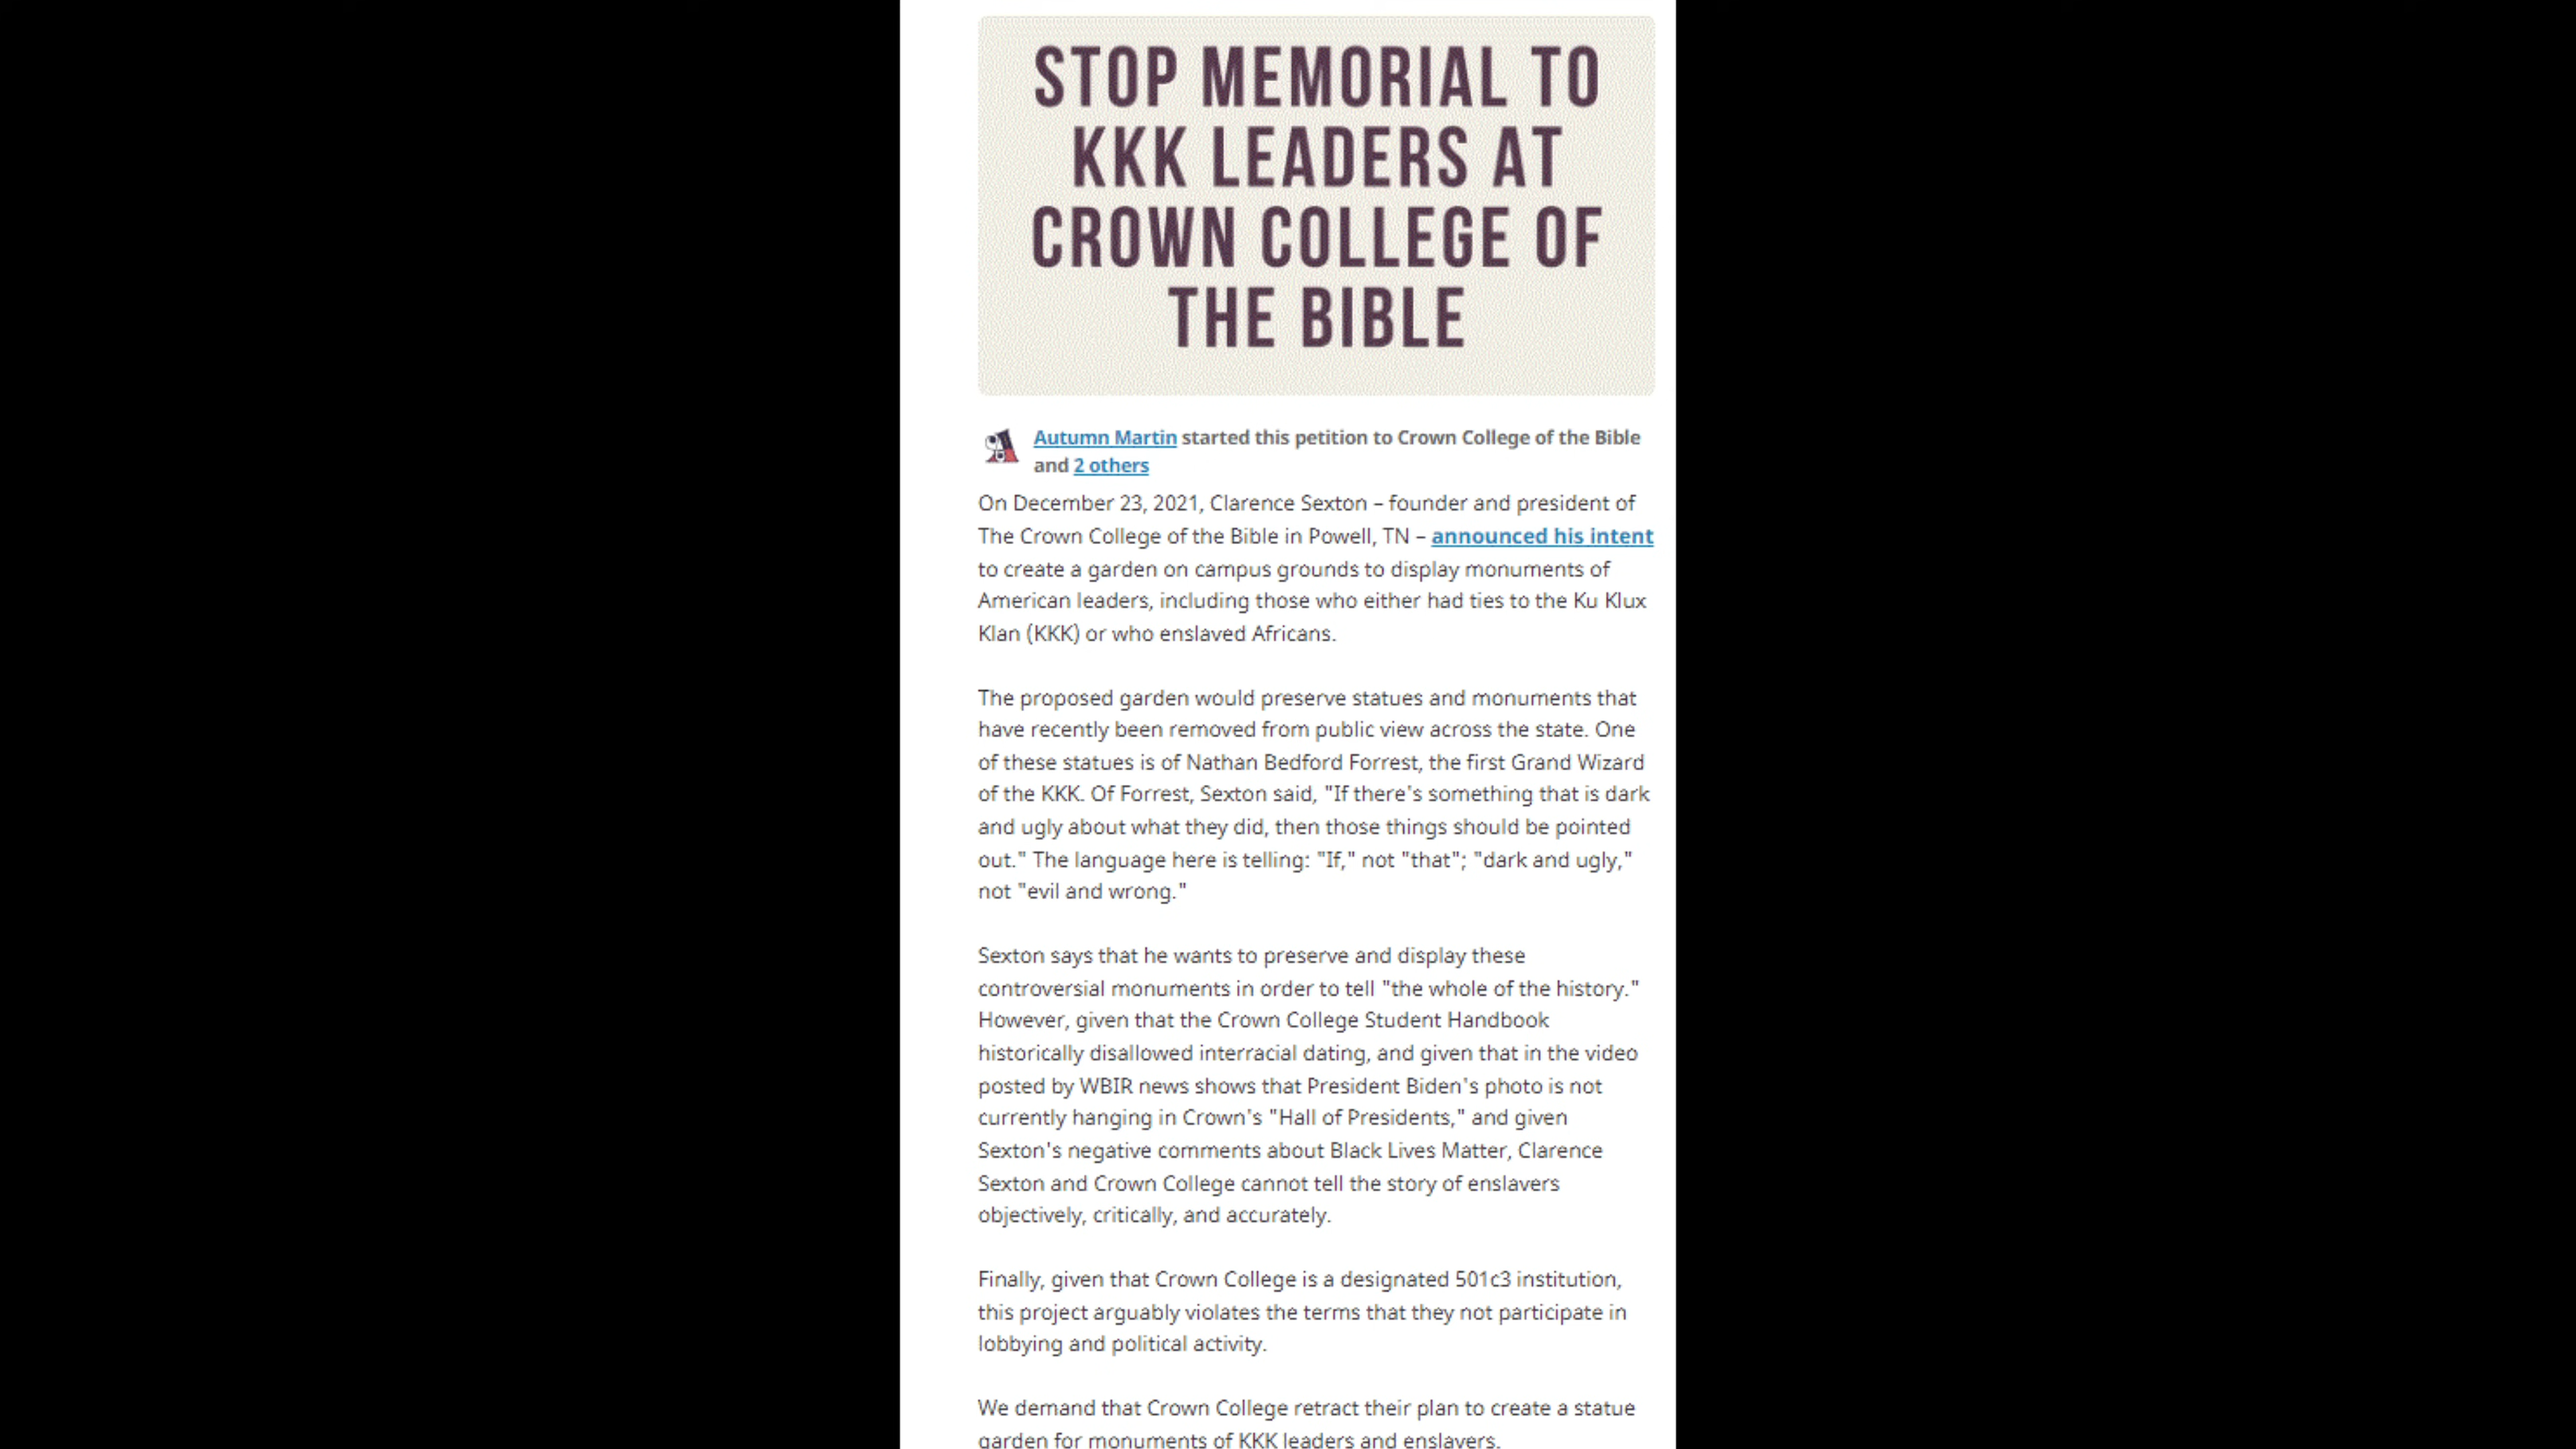 STOP MEMORIAL TO
KKK LEADERS AT
CROWN COLLEGE OF
THE BIBLE
Autumn Martin started this petition to Crown College of the Bible
and 2 others
On December 23, 2021, Clarence Sexton – founder and president of
The Crown College of the Bible in Powell, TN – announced his intent
to create a garden on campus grounds to display monuments of
American leaders, including those who either had ties to the Ku Klux
Klan (KKK) or who enslaved Africans.
The proposed garden would preserve statues and monuments that
have recently been removed from public view across the state. One
of these statues is of Nathan Bedford Forrest, the first Grand Wizard
of the KKK. Of Forrest, Sexton said, "If there's something that is dark
and ugly about what they did, then those things should be pointed
out." The language here is telling: "If," not "that"; "dark and ugly,"
not "evil and wrong."
Sexton says that he wants to preserve and display these
controversial monuments in order to tell "the whole of the history."
However, given that the Crown College Student Handbook
historically disallowed interracial dating, and given that in the video
posted by WBIR news shows that President Biden's photo is not
currently hanging in Crown's "Hall of Presidents," and given
Sexton's negative comments about Black Lives Matter, Clarence
Sexton and Crown College cannot tell the story of enslavers
objectively, critically, and accurately.
Finally, given that Crown College is a designated 501c3 institution,
this project arguably violates the terms that they not participate in
lobbying and political activity.
We demand that Crown College retract their plan to create a statue
garden for monuments of KKK leaders and enslavers.